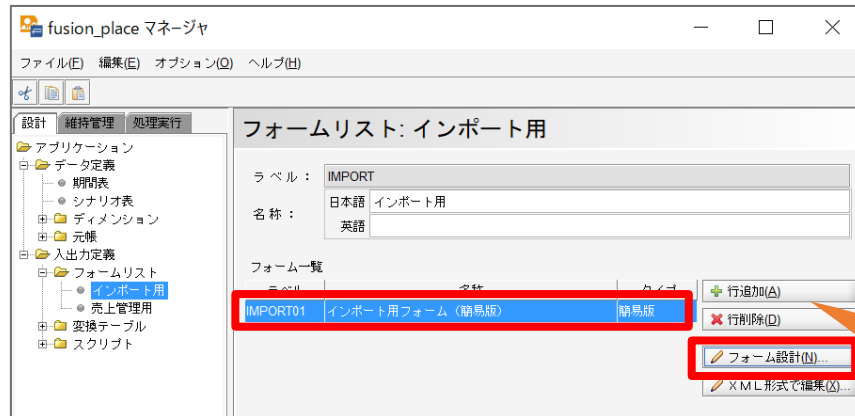 fusion_place マネージャ
ファイル(F) 編集(E) オプション(O) ヘルプ(H)
設計 維持管理 処理実行
アプリケーション
データ定義
期間表
シナリオ表
ディメンション
元帳
入出力定義
フォームリスト
インポート用
売上管理用
変換テーブル
スクリプト
フォームリスト: インポート用
ラベル： IMPORT
名称：
日本語 インポート用
英語
フォーム一覧
ラベル 名称 タイプ
IMPORT01 インポート用フォーム（簡易版） 簡易版
行追加(A)
行削除(D)
フォーム設計(N)...
ＸＭＬ形式で編集(X)...